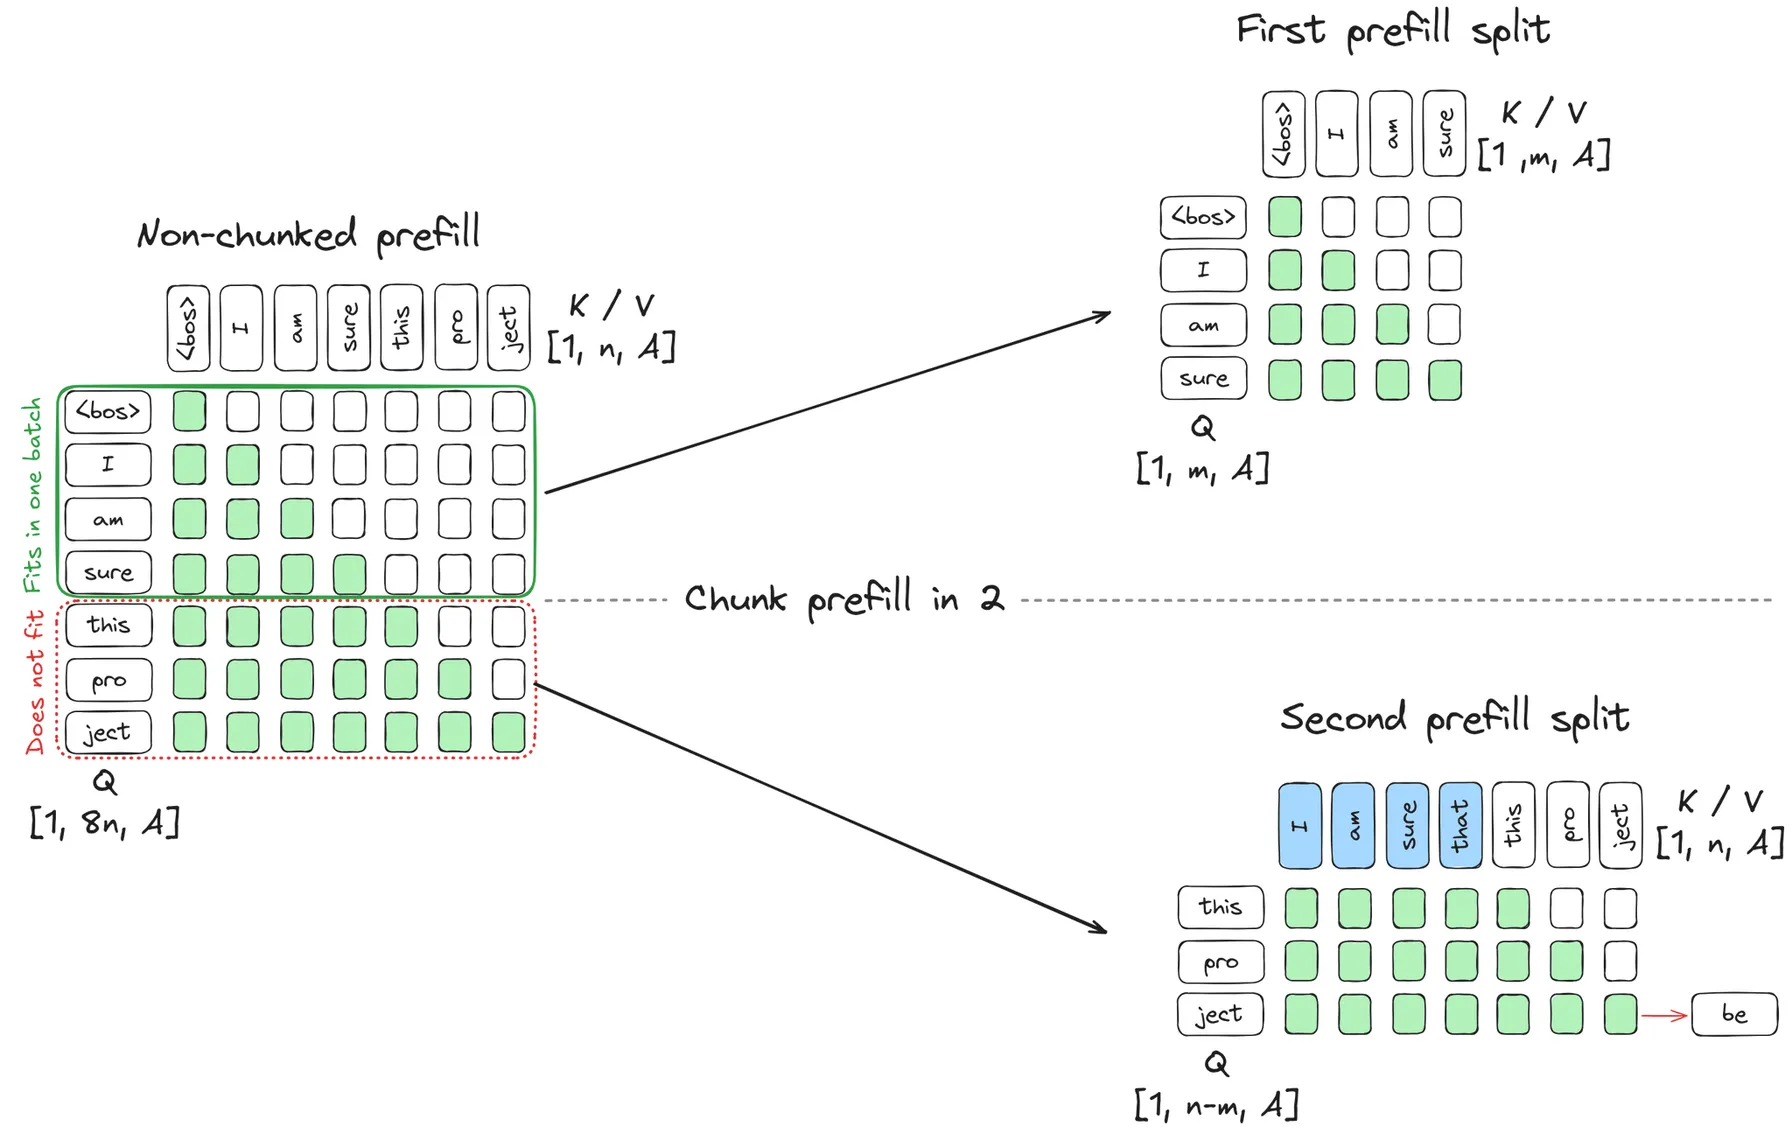 First prefill split
<bos> I am sure
K / V
[1 ,m, A]
<bos>
I
am
sure
Q
[1, m, A]
Non-chunked prefill
<bos> I am sure this pro ject
K / V
[1, n, A]
Fits in one batch
<bos>
I
am
sure
Does not fit
this
pro
ject
Q
[1, 8n, A]
Chunk prefill in 2
Second prefill split
I am sure that this pro ject
K / V
[1, n, A]
this
pro
ject
be
Q
[1, n-m, A]